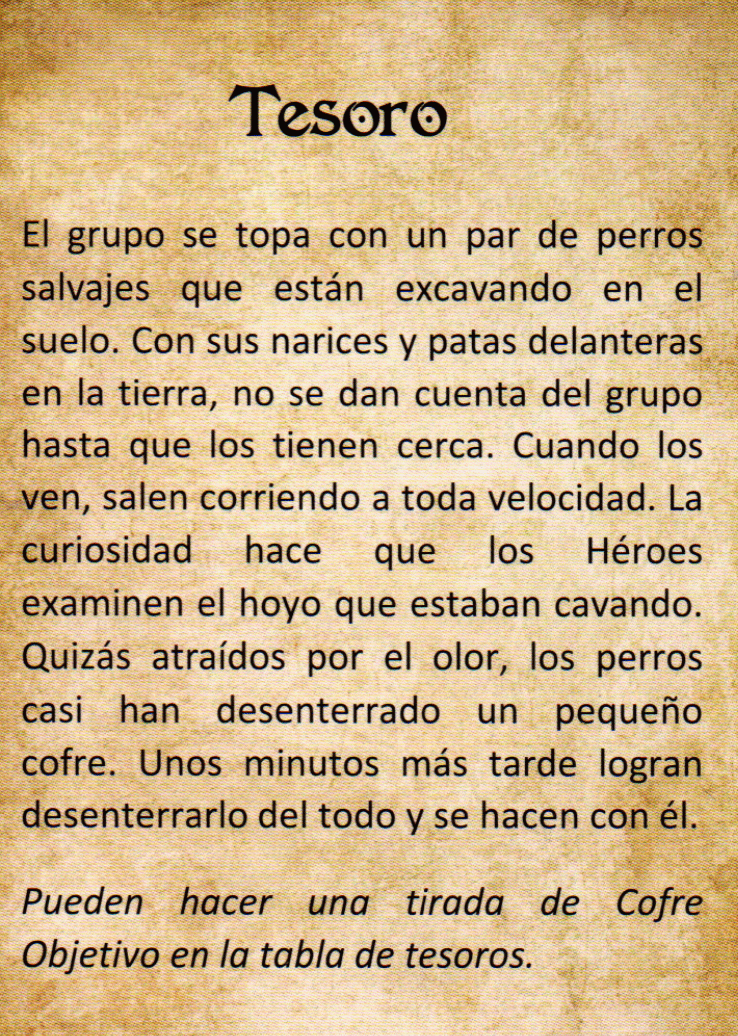 Tesoro
El grupo se topa con un par de perros
salvajes que están excavando en el
suelo. Con sus narices y patas delanteras
en la tierra, no se dan cuenta del grupo
hasta que los tienen cerca. Cuando los
ven, salen corriendo a toda velocidad. La
curiosidad hace que los Héroes
examinen el hoyo que estaban cavando.
Quizás atraídos por el olor, los perros
casi han desenterrado un pequeño
cofre. Unos minutos más tarde logran
desenterrarlo del todo y se hacen con él.
Pueden hacer una tirada de Cofre
Objetivo en la tabla de tesoros.